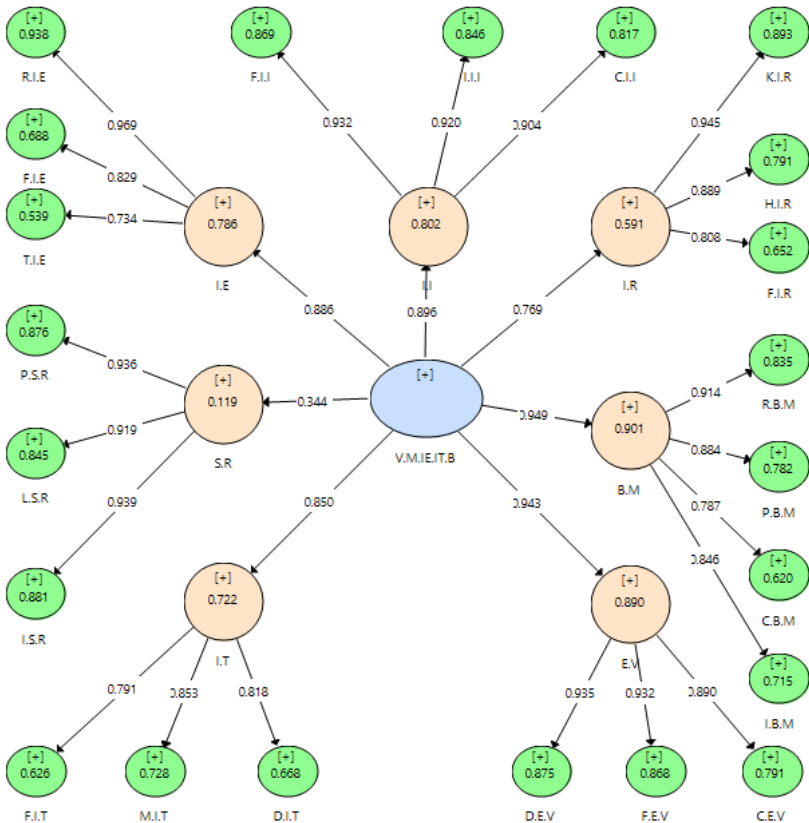 [+]
0.938
R.I.E
[+]
0.869
F.I.I
[+]
0.846
I.I.I
[+]
0.817
C.I.I
[+]
0.893
K.I.R
0.969
0.932
0.920
0.904
0.945
[+]
0.688
F.I.E
0.829
[+]
0.539
T.I.E
0.734
[+]
0.786
I.E
[+]
0.802
I.I
[+]
0.591
I.R
0.889
[+]
0.791
H.I.R
0.808
[+]
0.652
F.I.R
0.886
0.896
0.769
[+]
0.876
P.S.R
0.936
[+]
0.119
S.R
0.344
[+]
V.M.IE.IT.B
0.949
[+]
0.901
B.M
0.914
[+]
0.835
R.B.M
0.884
[+]
0.782
P.B.M
0.919
[+]
0.845
L.S.R
0.939
0.850
0.943
0.787
0.846
[+]
0.620
C.B.M
[+]
0.881
I.S.R
[+]
0.722
I.T
[+]
0.890
E.V
[+]
0.715
I.B.M
0.791
0.853
0.818
0.935
0.932
0.890
[+]
0.626
F.I.T
[+]
0.728
M.I.T
[+]
0.668
D.I.T
[+]
0.875
D.E.V
[+]
0.868
F.E.V
[+]
0.791
C.E.V